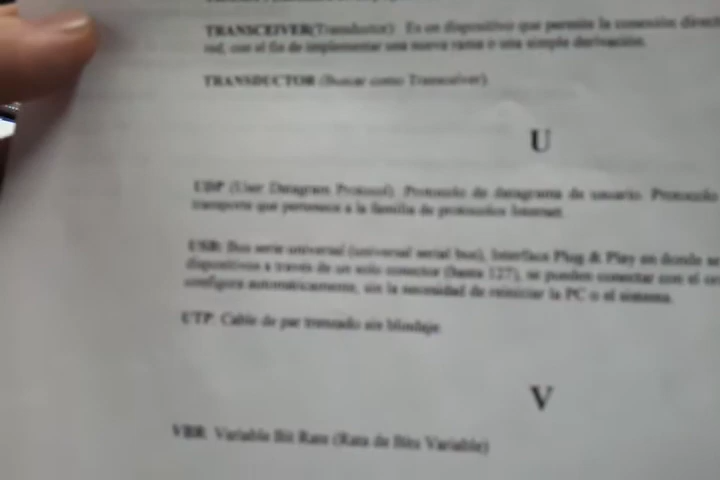 TRANSCEIVER(Transductor). Es un dispositivo que permite la conexión
red, con el fin de implementar una nueva rama o una simple derivación.
TRANSDUCTOR (Buscar como Transceiver)
U
UDP (User Datagram Protocol). Protocolo de datagrama de usuario. Protocolo
transporte que pertenece a la familia de protocolos Internet.
USB: Bus serie universal (universal serial bus), Interface Plug & Play en donde se
dispositivos a través de un solo conector (hasta 127), se pueden conectar con el
configura automáticamente, sin la necesidad de reiniciar la PC o el sistema.
UTP: Cable de par trenzado sin blindaje.
V
VBR: Variable Bit Rate (Rata de Bits Variable)